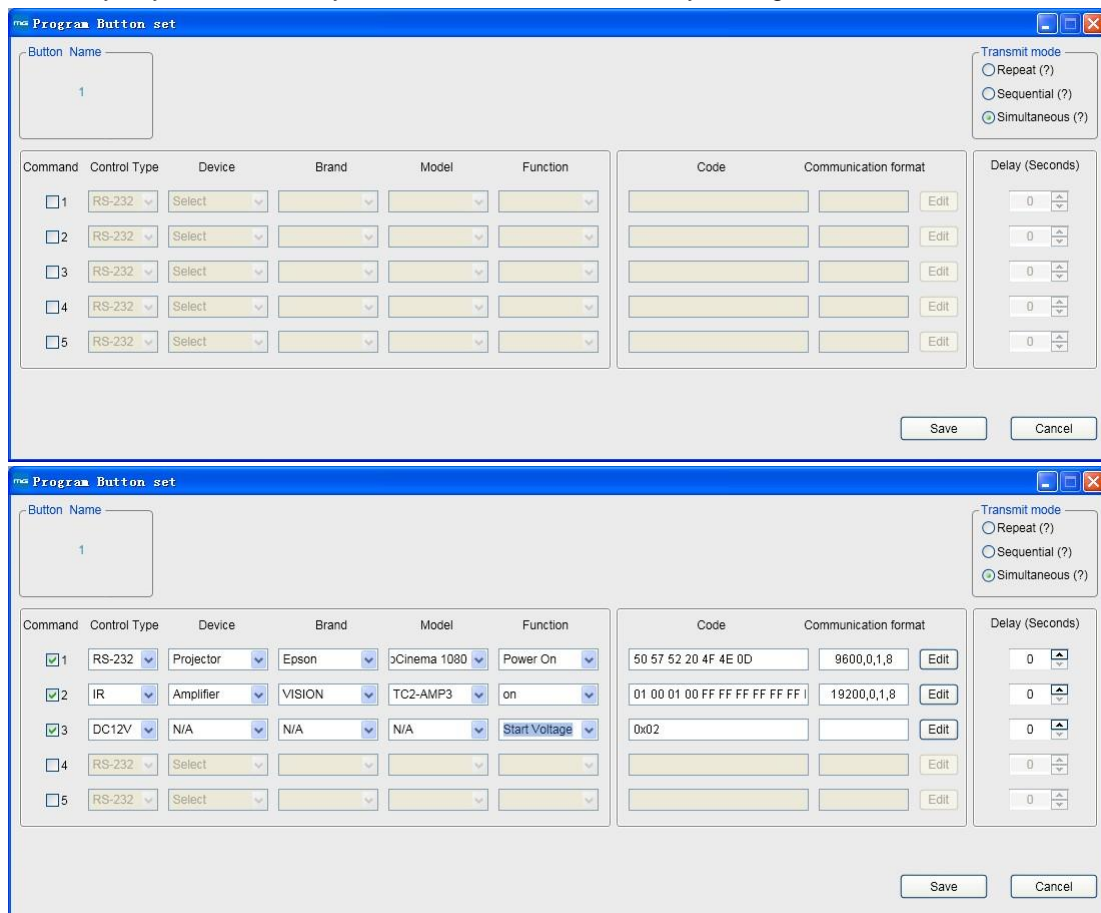 Program Button set
Button Name
1
Transmit mode
Repeat (?)
Sequential (?)
Simultaneous (?)
Command Control Type Device Brand Model Function Code Communication format Delay (Seconds)
1 RS-232 Select Edit 0
2 RS-232 Select Edit 0
3 RS-232 Select Edit 0
4 RS-232 Select Edit 0
5 RS-232 Select Edit 0
Save Cancel
Program Button set
Button Name
1
Transmit mode
Repeat (?)
Sequential (?)
Simultaneous (?)
Command Control Type Device Brand Model Function Code Communication format Delay (Seconds)
1 RS-232 Projector Epson oCinema 1080 Power On 50 57 52 20 4F 4E 0D 9600,0,1,8 Edit 0
2 IR Amplifier VISION TC2-AMP3 on 01 00 01 00 FF FF FF FF FF FF 19200,0,1,8 Edit 0
3 DC12V N/A N/A N/A Start Voltage 0x02 Edit 0
4 RS-232 Select Edit 0
5 RS-232 Select Edit 0
Save Cancel